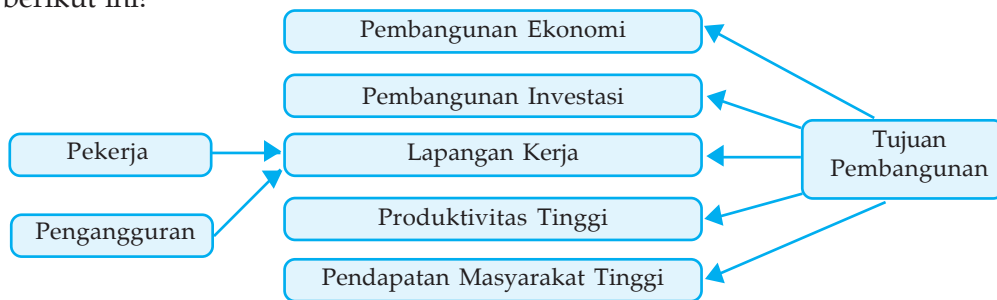 berikut ini!
Pembangunan Ekonomi
Pembangunan Investasi
Pekerja
Lapangan Kerja
Tujuan
Pembangunan
Produktivitas Tinggi
Pengangguran
Pendapatan Masyarakat Tinggi